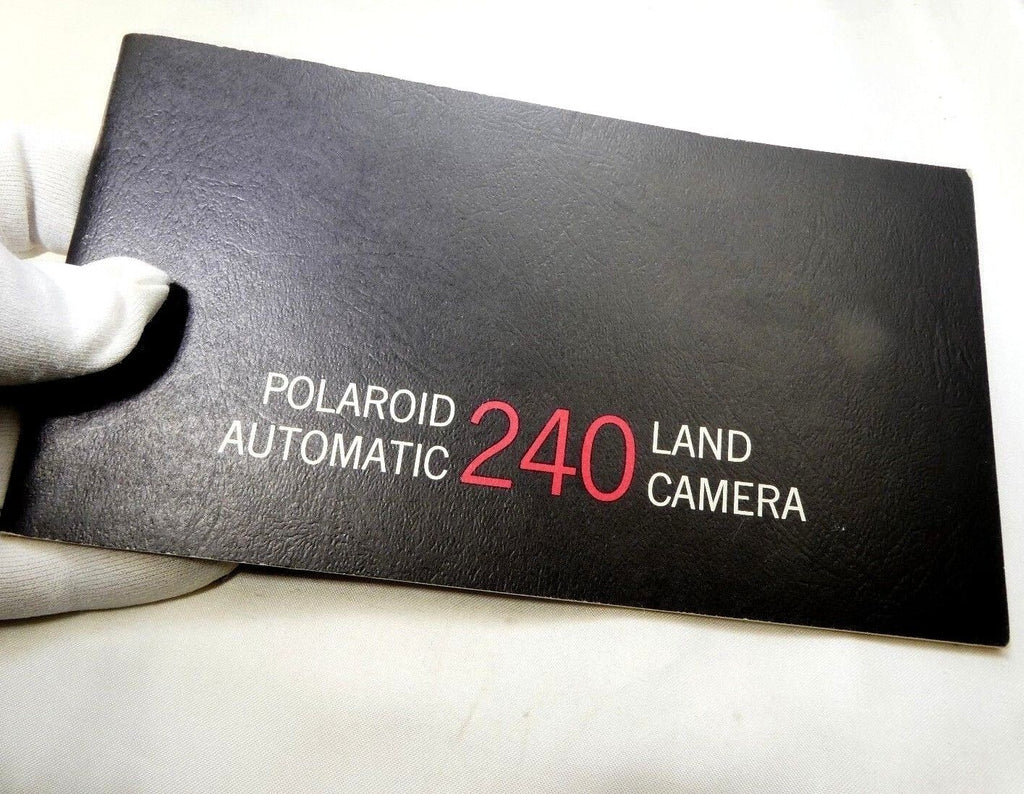 POLAROID
AUTOMATIC
240
LAND
CAMERA